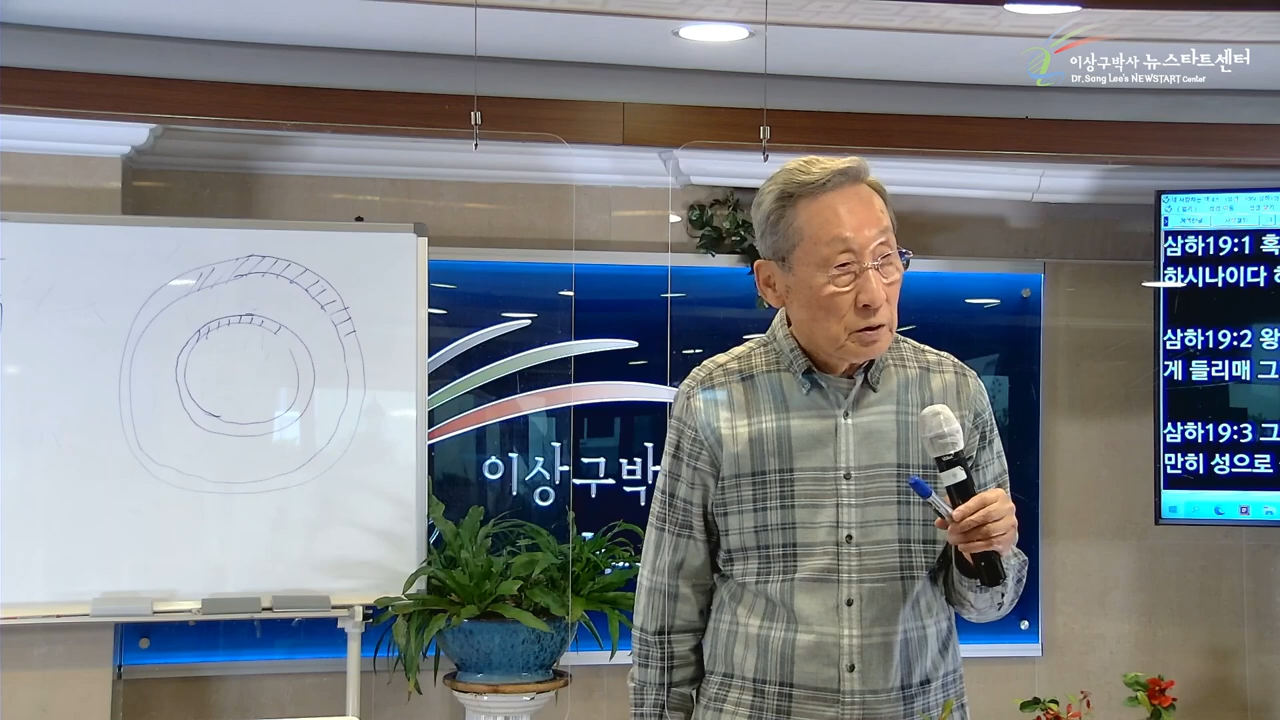 이상구박사 뉴스타트센터
Dr. Sang Lee's NEWSTART Center
삼하19:1 혹
하시나이다
삼하19:2 왕
게 들리매 그
삼하19:3 그
만히 성으로
이상구박